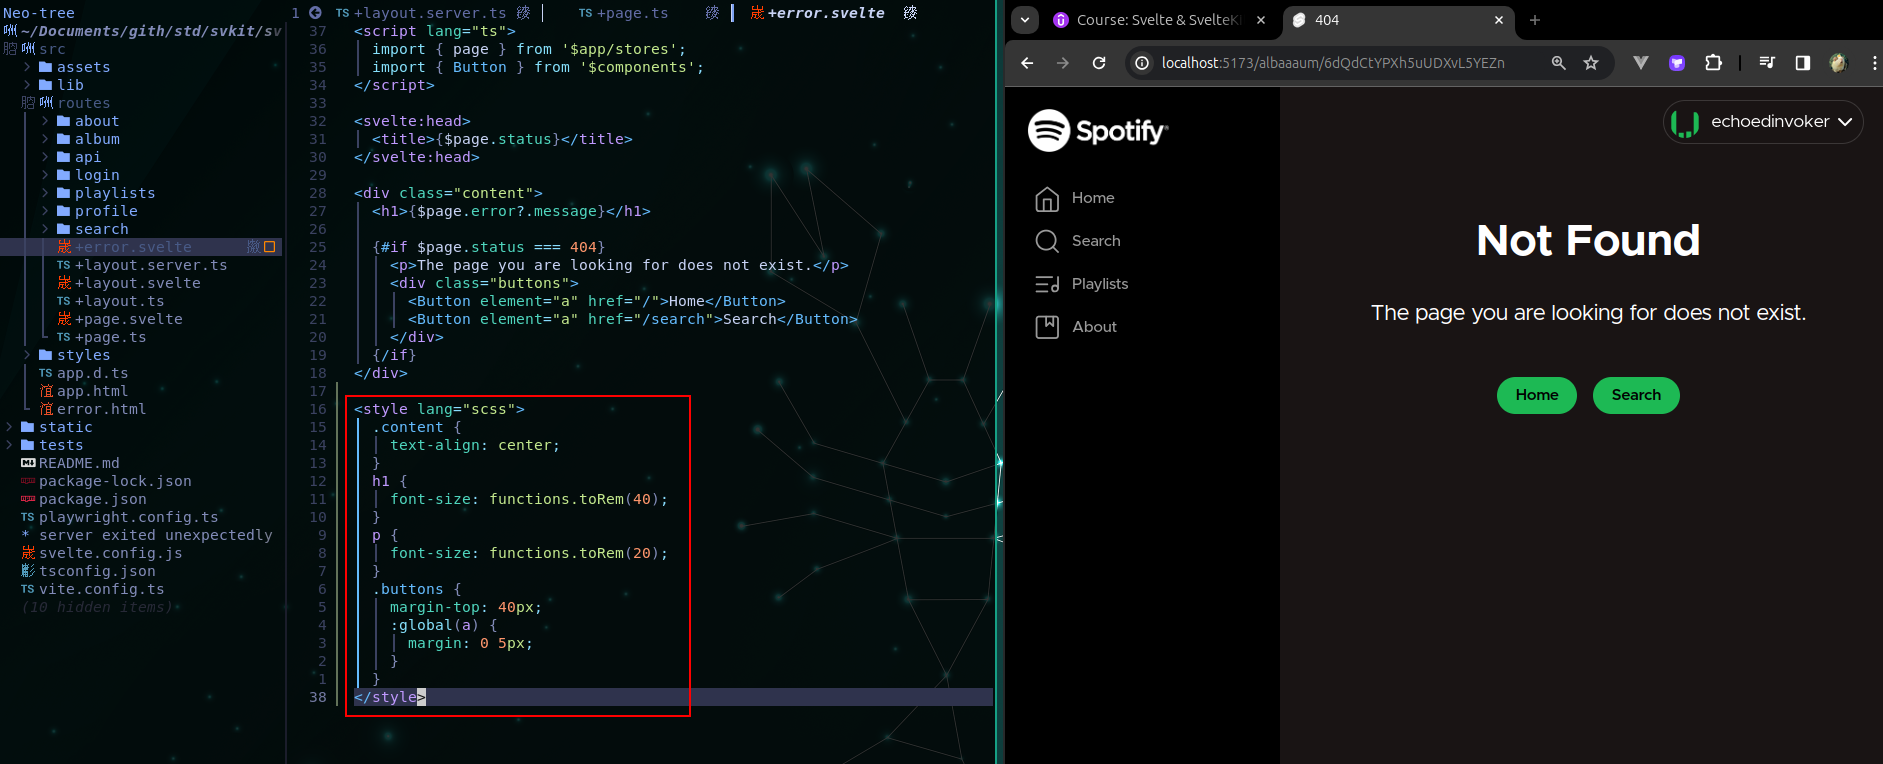 Neo-tree
~/Documents/gith/std/svkit/sv
src
assets
lib
routes
about
album
api
login
playlists
profile
search
+error.svelte
TS +layout.server.ts
+layout.svelte
TS +layout.ts
+page.svelte
TS +page.ts
styles
TS app.d.ts
app.html
error.html
static
tests
README.md
package-lock.json
package.json
TS playwright.config.ts
* server exited unexpectedly
svelte.config.js
tsconfig.json
TS vite.config.ts
(10 hidden items)
1 TS +layout.server.ts TS +page.ts +error.svelte
37 <script lang="ts">
36 import { page } from '$app/stores';
35 import { Button } from '$components';
34 </script>
33
32 <svelte:head>
31 <title>{$page.status}</title>
30 </svelte:head>
29
28 <div class="content">
27 <h1>{$page.error?.message}</h1>
26
25 {#if $page.status === 404}
24 <p>The page you are looking for does not exist.</p>
23 <div class="buttons">
22 <Button element="a" href="/">Home</Button>
21 <Button element="a" href="/search">Search</Button>
20 </div>
19 {/if}
18 </div>
17
16 <style lang="scss">
15 .content {
14 text-align: center;
13 }
12 h1 {
11 font-size: functions.toRem(40);
10 }
9 p {
8 font-size: functions.toRem(20);
7 }
6 .buttons {
5 margin-top: 40px;
4 :global(a) {
3 margin: 0 5px;
2 }
1 }
38 </style>
Course: Svelte & SvelteK
404
localhost:5173/albaaaum/6dQdCtYPXh5uUDXvL5YEZn
Spotify
Home
Search
Playlists
About
echoedinvoker
Not Found
The page you are looking for does not exist.
Home Search